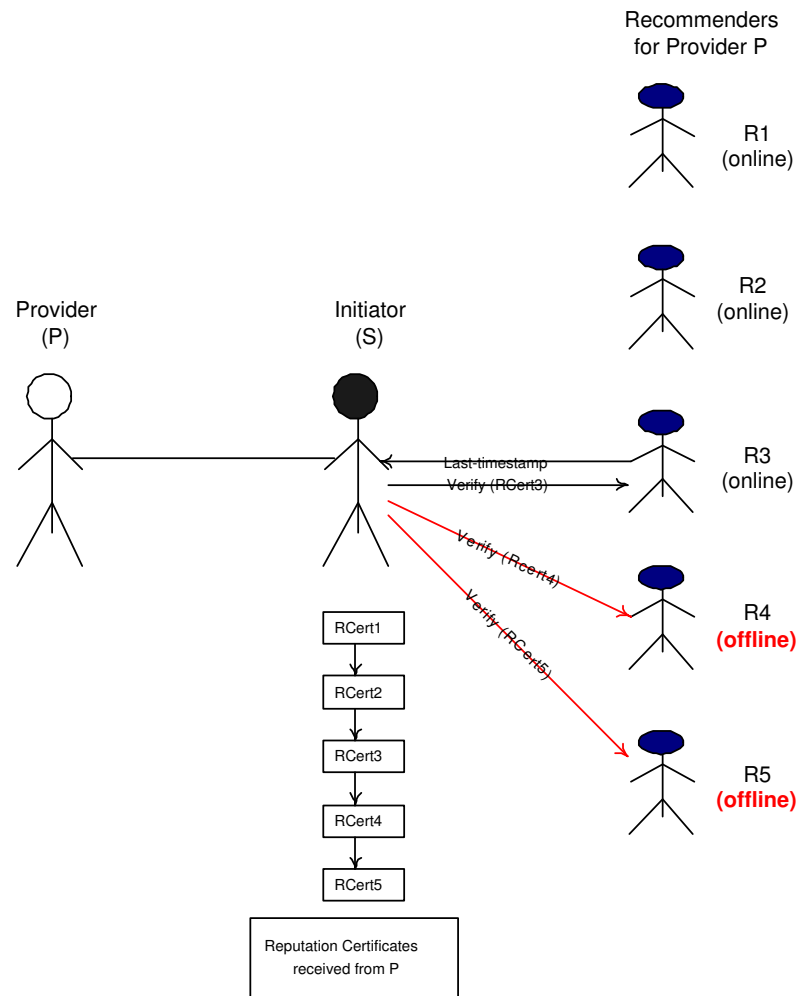 Recommenders
for Provider P
R1
(online)
R2
(online)
Provider
(P)
Initiator
(S)
R3
(online)
Last-timestamp
Verify (RCert3)
Verify (Rcert4)
Verify (RCert5)
R4
(offline)
R5
(offline)
RCert1
RCert2
RCert3
RCert4
RCert5
Reputation Certificates
received from P